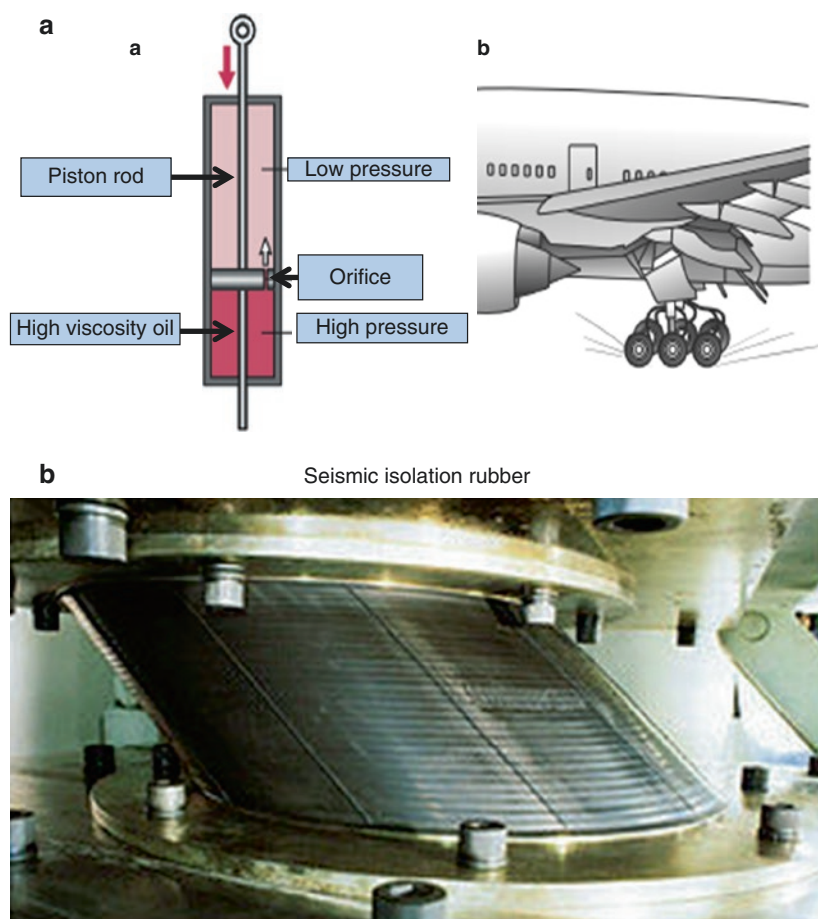 a
a
b
Piston rod
Low pressure
Orifice
High viscosity oil
High pressure
b
Seismic isolation rubber